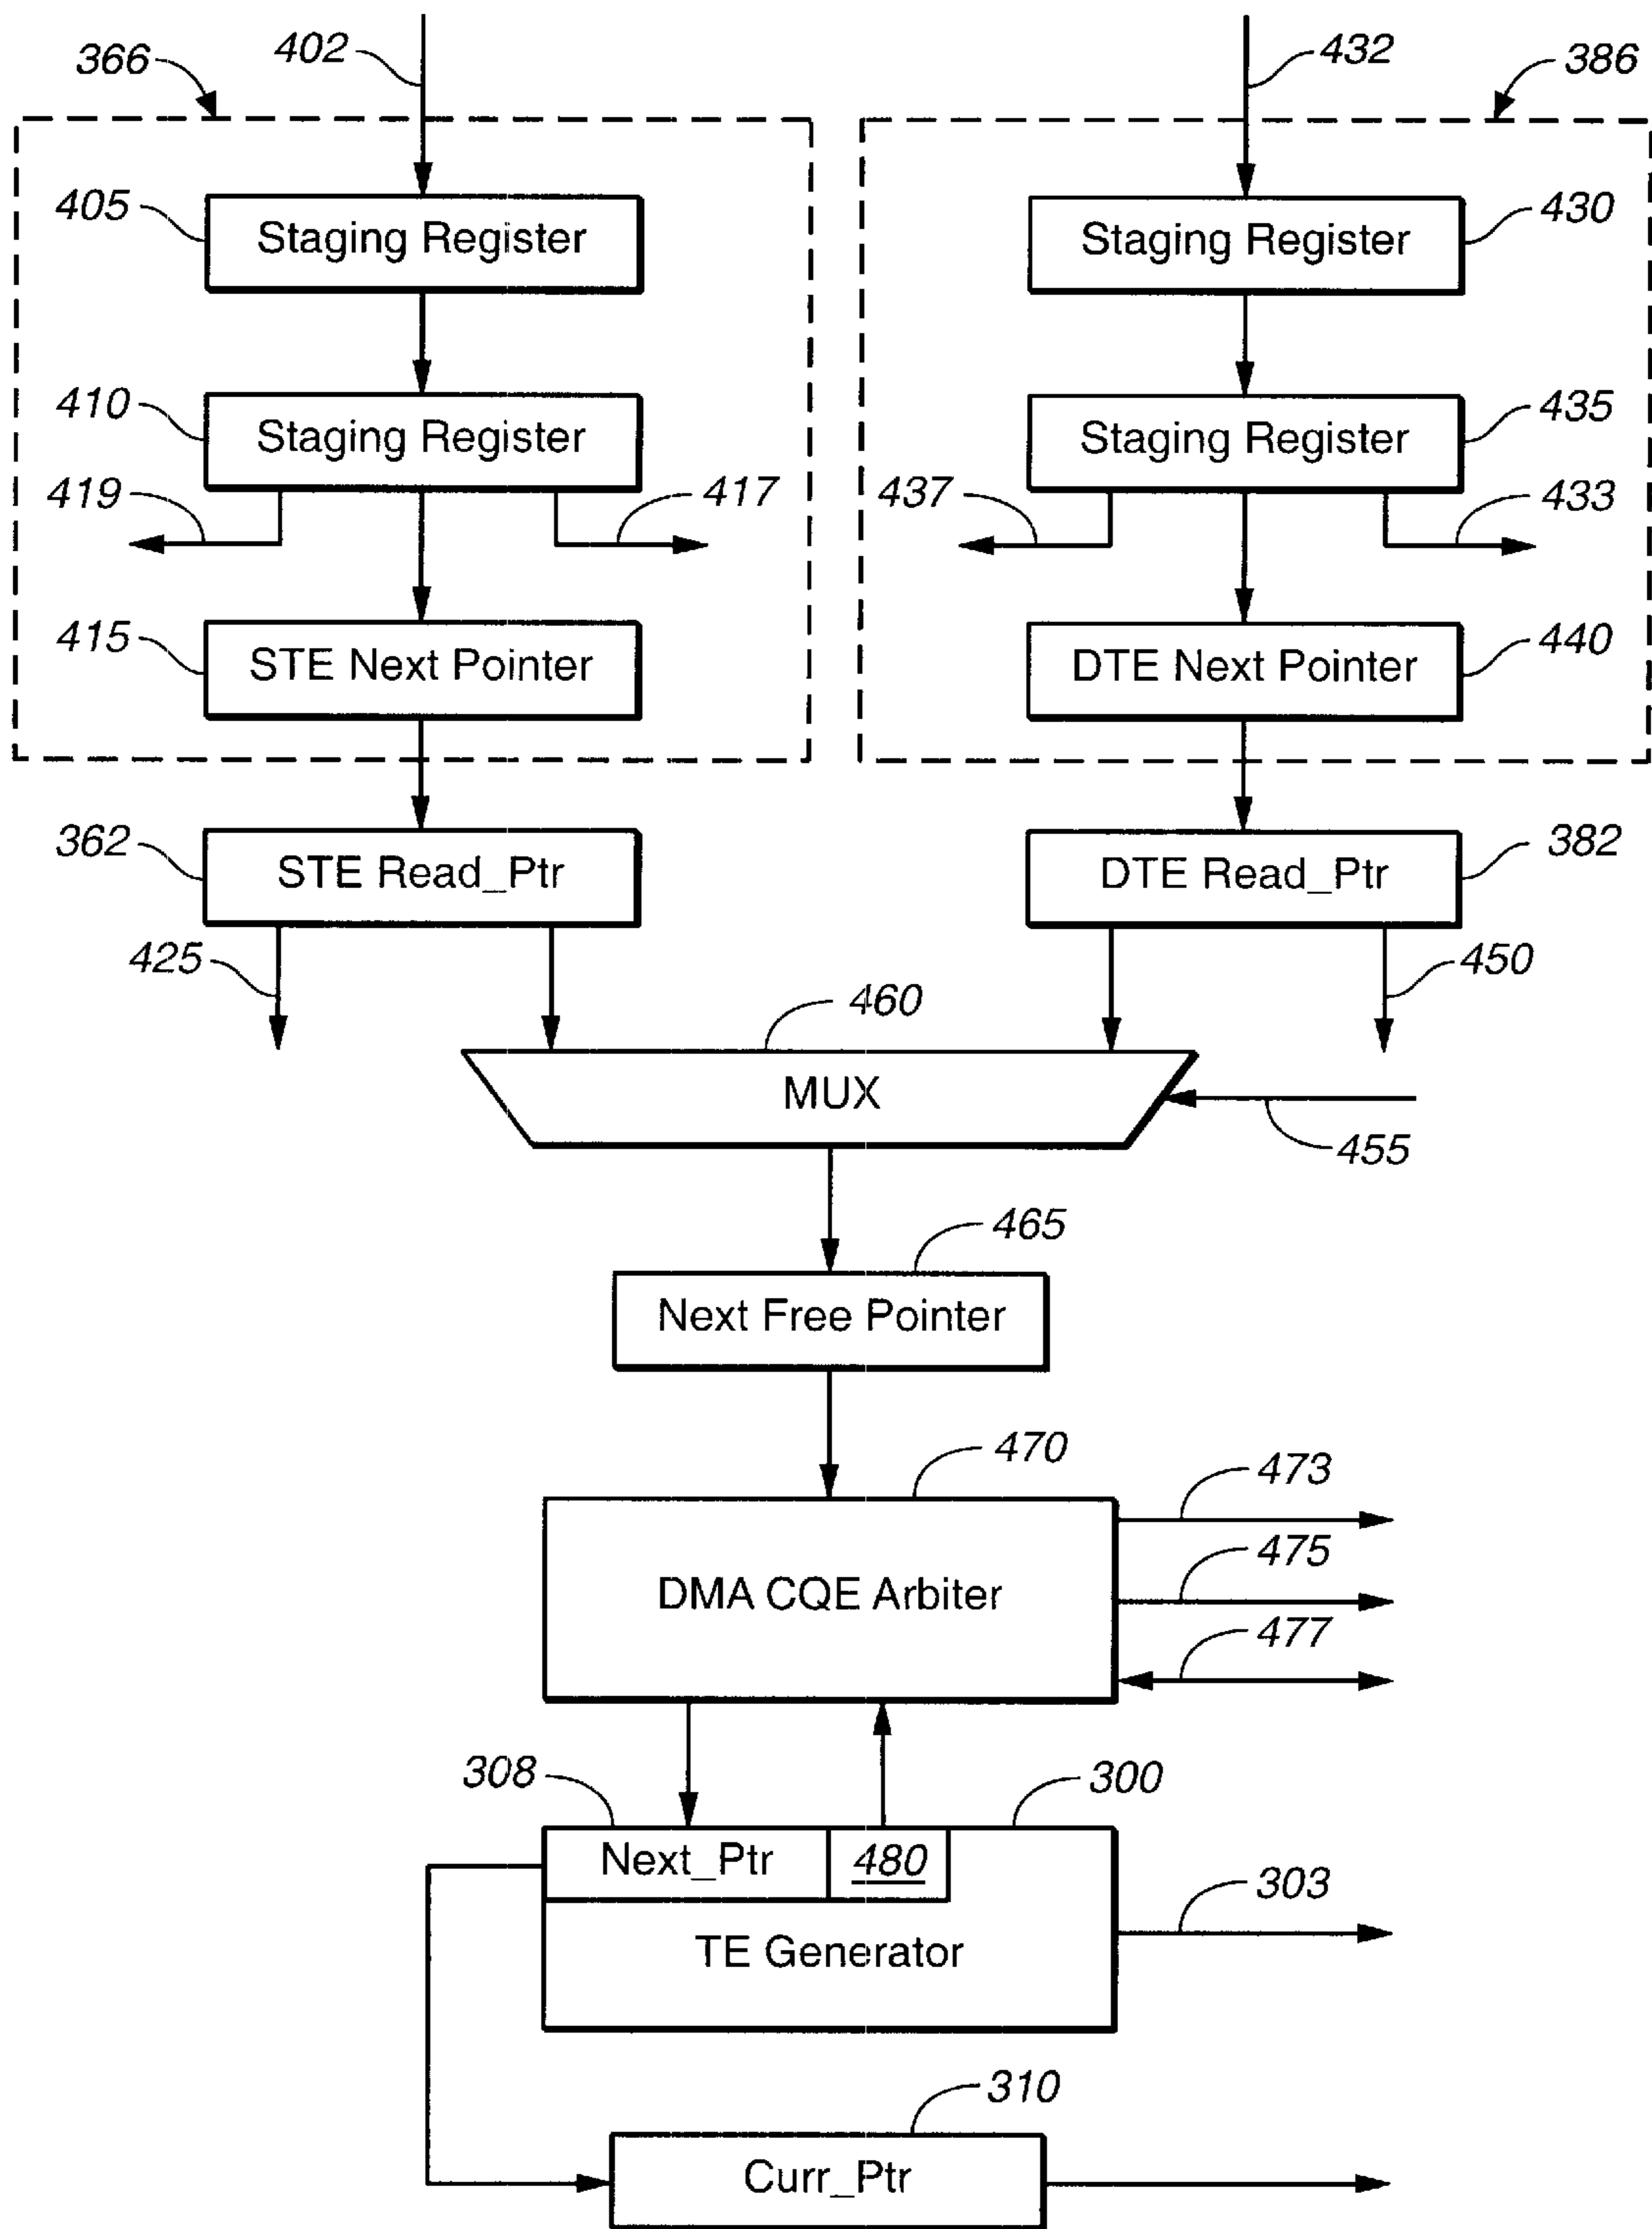 402
432
366
386
405
Staging Register
Staging Register
430
410
Staging Register
Staging Register
435
419
417
437
433
415
STE Next Pointer
DTE Next Pointer
440
362
STE Read_Ptr
DTE Read_Ptr
382
425
450
460
MUX
455
465
Next Free Pointer
470
473
DMA CQE Arbiter
475
477
308
300
Next_Ptr
480
303
TE Generator
310
Curr_Ptr